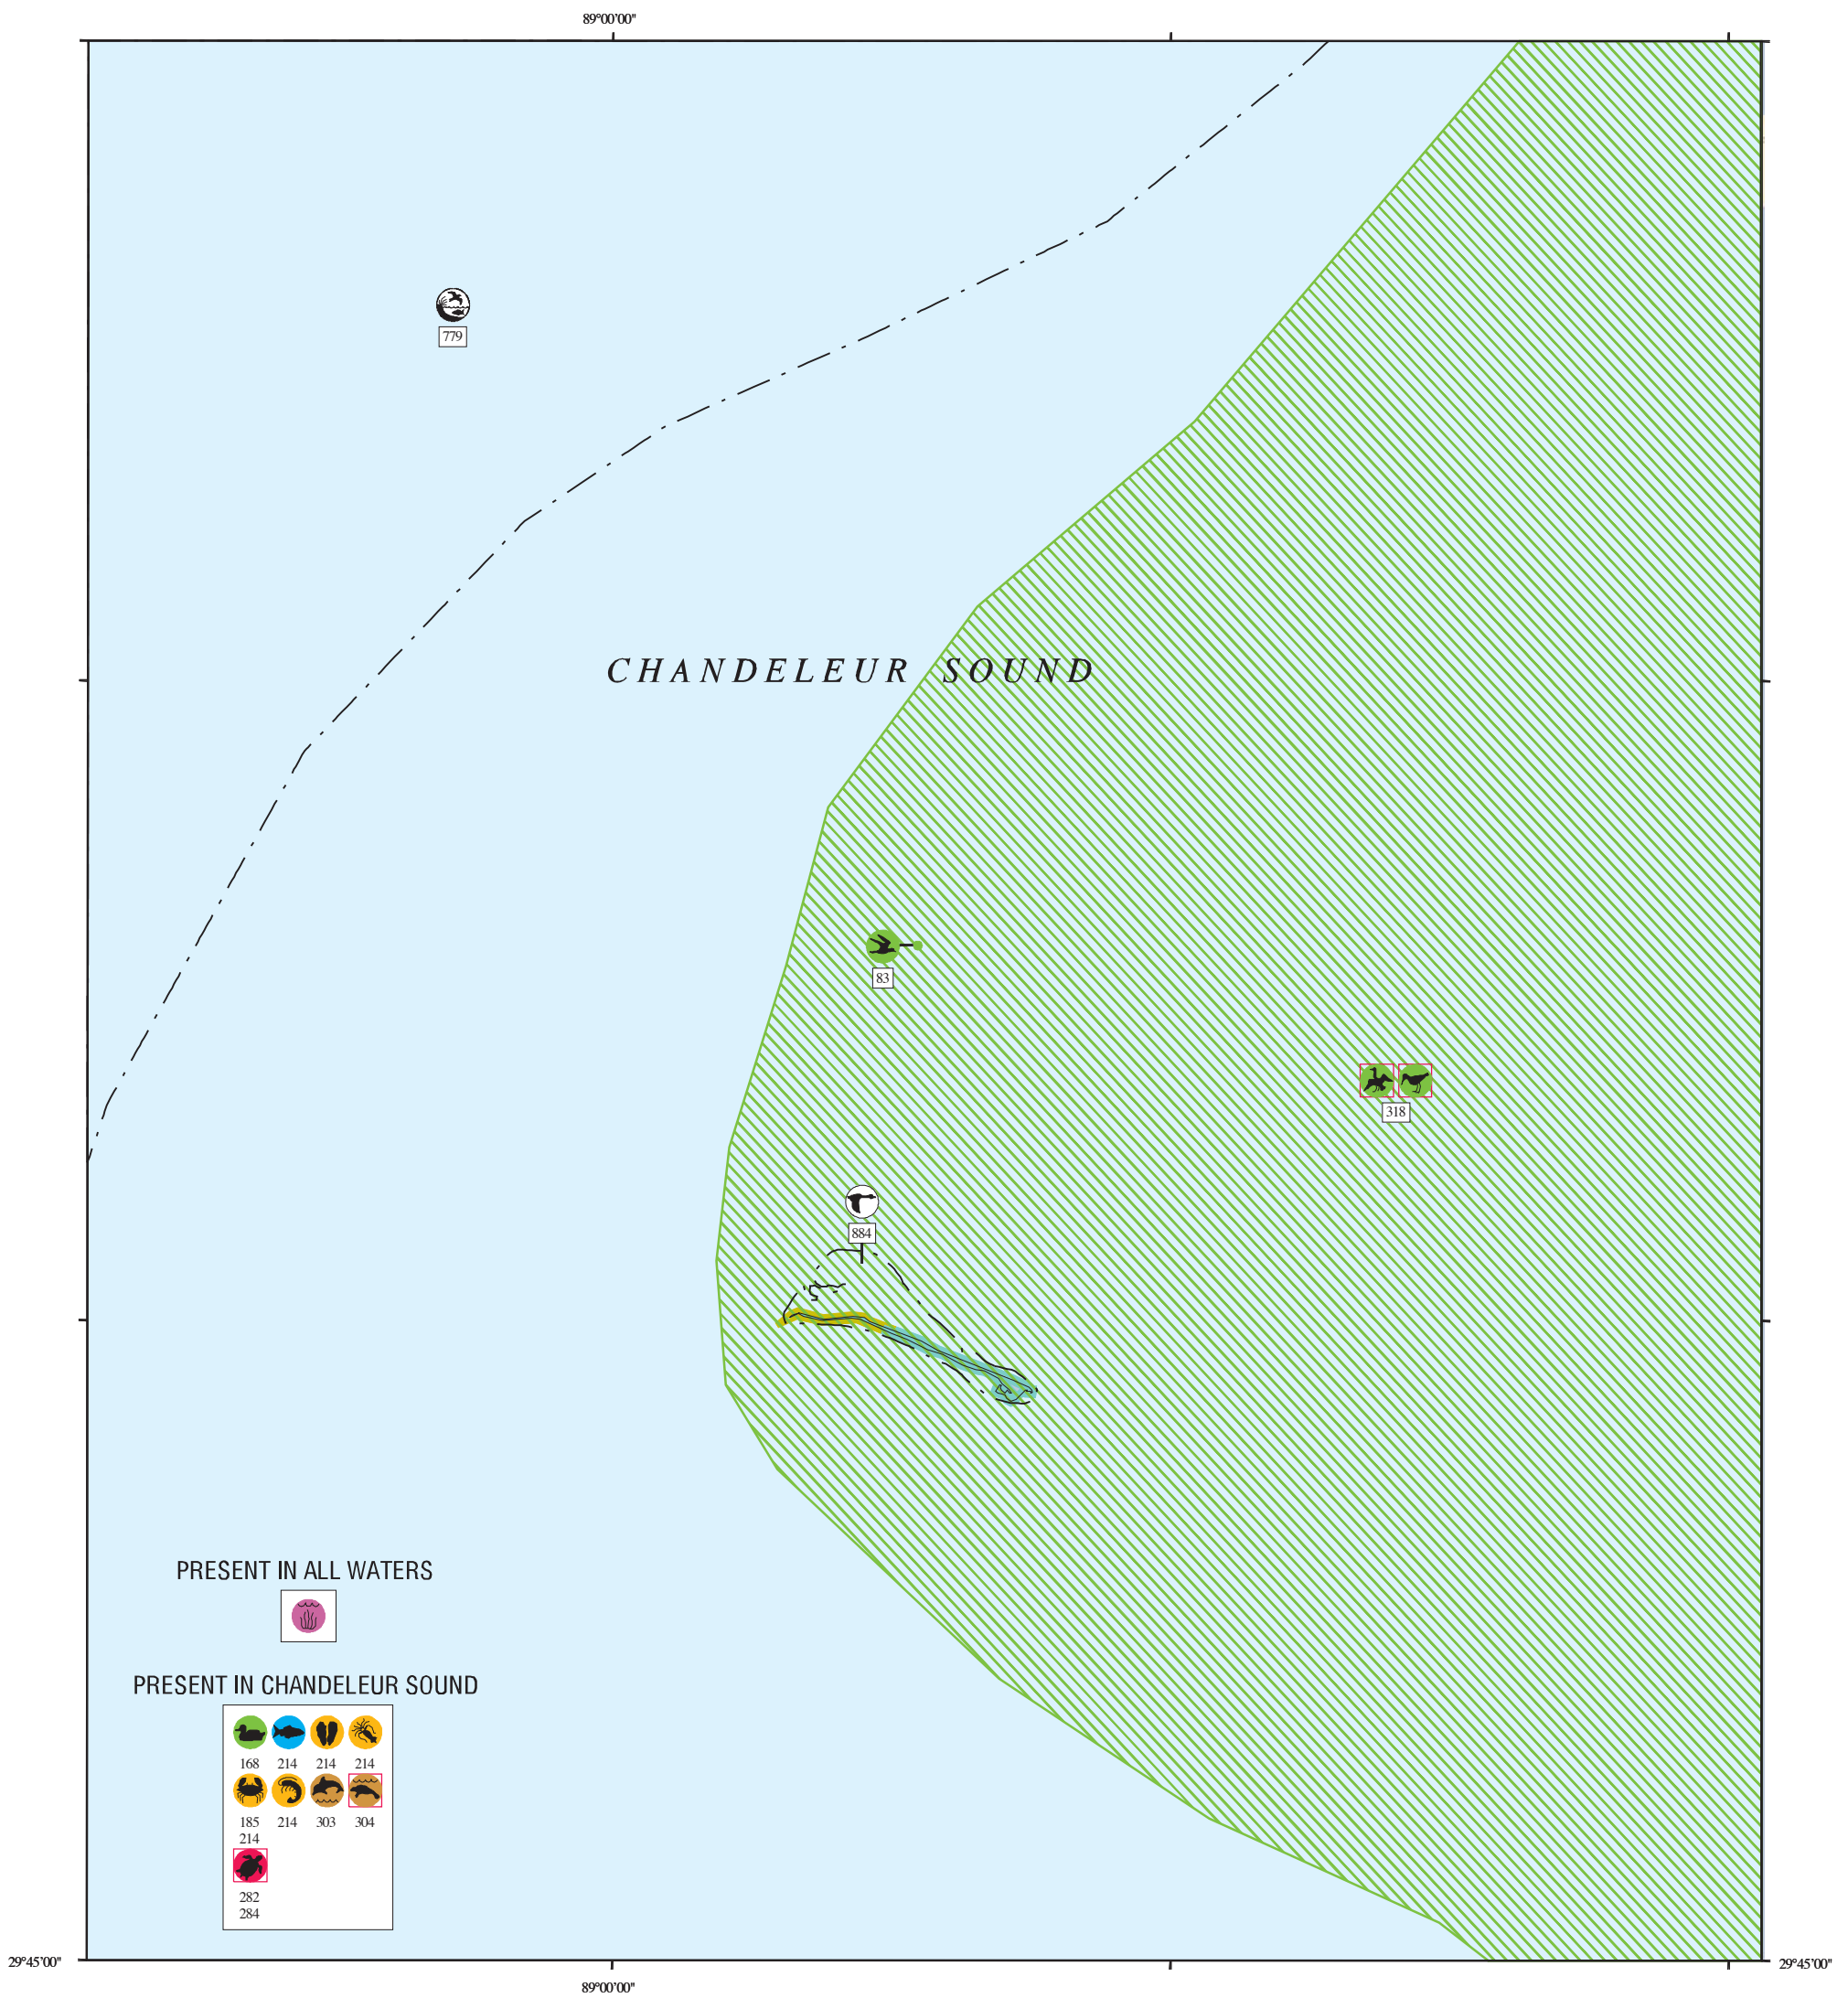 89°00'00"
779
CHANDELEUR SOUND
83
318
884
PRESENT IN ALL WATERS
PRESENT IN CHANDELEUR SOUND
168 214 214 214
185 214 303 304
214
282
284
29°45'00" 29°45'00"
89°00'00"